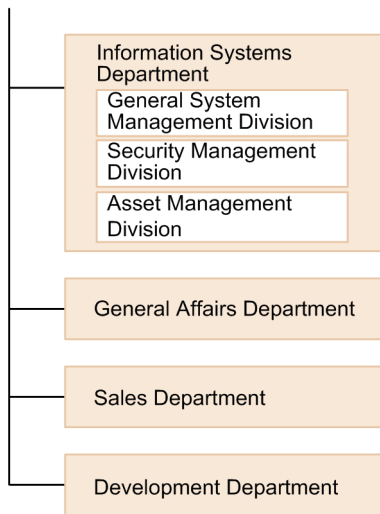 Information Systems
Department
General System
Management Division
Security Management
Division
Asset Management
Division
General Affairs Department
Sales Department
Development Department